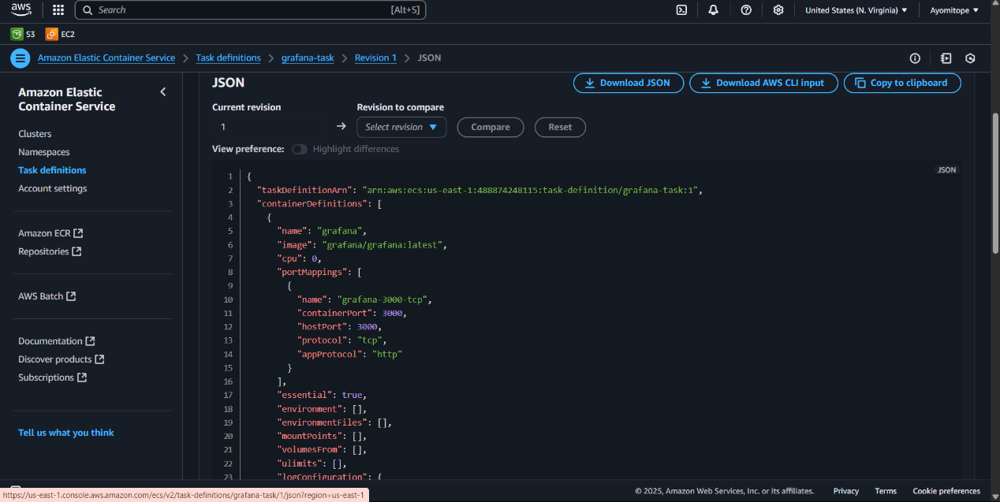 aws
Search [Alt+S]
United States (N. Virginia) ▼ Ayomitope ▼
S3 EC2
Amazon Elastic Container Service > Task definitions > grafana-task > Revision 1 > JSON
Amazon Elastic
Container Service
Clusters
Namespaces
Task definitions
Account settings
Amazon ECR
Repositories
AWS Batch
Documentation
Discover products
Subscriptions
Tell us what you think
JSON
Download JSON
Download AWS CLI input
Copy to clipboard
Current revision
1
Revision to compare
Select revision ▼ Compare Reset
View preference: Highlight differences
JSON
1 {
2 "taskDefinitionArn": "arn:aws:ecs:us-east-1:488874248115:task-definition/grafana-task:1",
3 "containerDefinitions": [
4 {
5 "name": "grafana",
6 "image": "grafana/grafana:latest",
7 "cpu": 0,
8 "portMappings": [
9 {
10 "name": "grafana-3000-tcp",
11 "containerPort": 3000,
12 "hostPort": 3000,
13 "protocol": "tcp",
14 "appProtocol": "http"
15 }
16 ],
17 "essential": true,
18 "environment": [],
19 "environmentFiles": [],
20 "mountPoints": [],
21 "volumesFrom": [],
22 "ulimits": [],
23 "logConfiguration": {
https://us-east-1.console.aws.amazon.com/ecs/v2/task-definitions/grafana-task/1/json?region=us-east-1
© 2025, Amazon Web Services, Inc. or its affiliates. Privacy Terms Cookie preferences